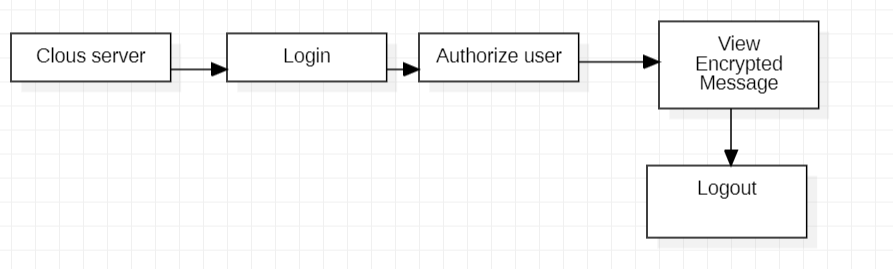 Clous server
Login
Authorize user
View
Encrypted
Message
Logout